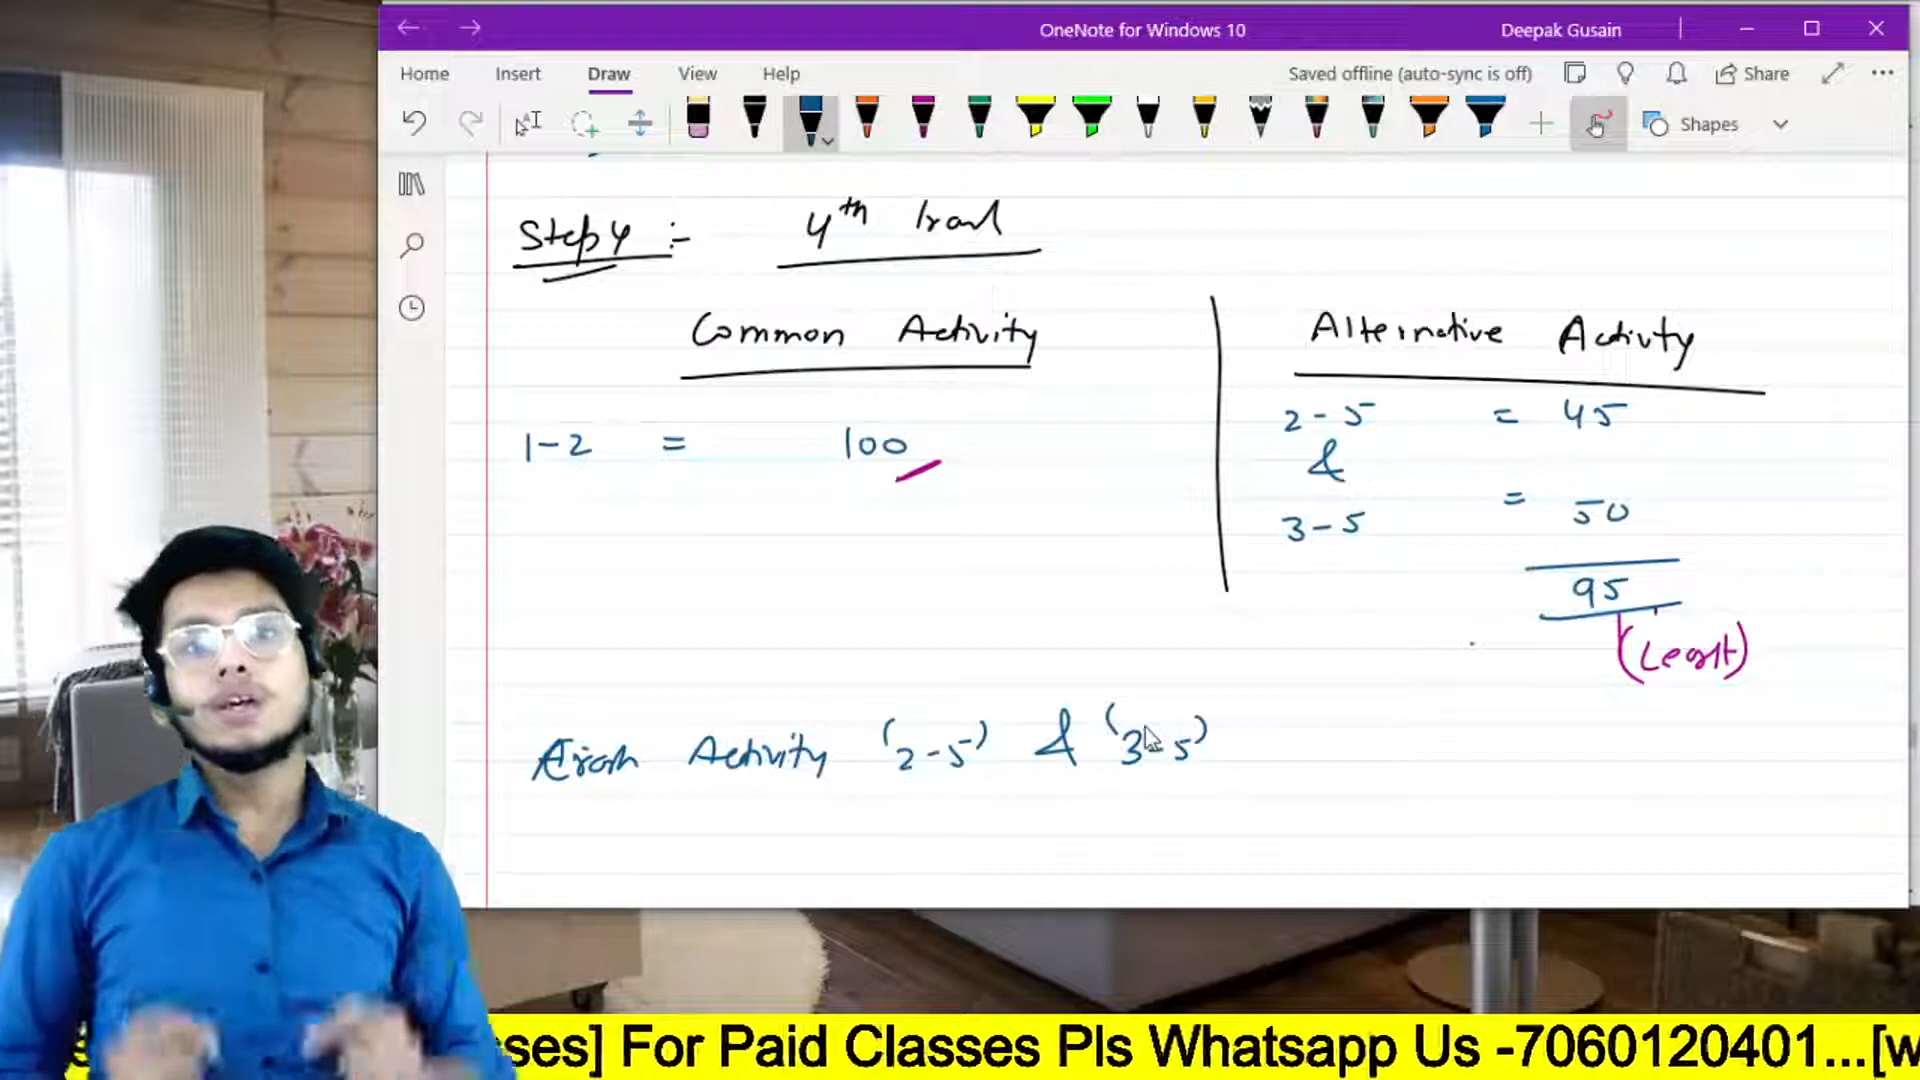 OneNote for Windows 10
Deepak Gusain
Home Insert Draw View Help
Saved offline (auto-sync is off)
Share
Shapes
Step 4 :- 4th
Common Activity
Alternative Activity
1-2 = 100
2-5 = 45
&
3-5 = 50
95
(Least)
Crash Activity (2-5) & (3-5)
sses] For Paid Classes Pls Whatsapp Us -7060120401...[w